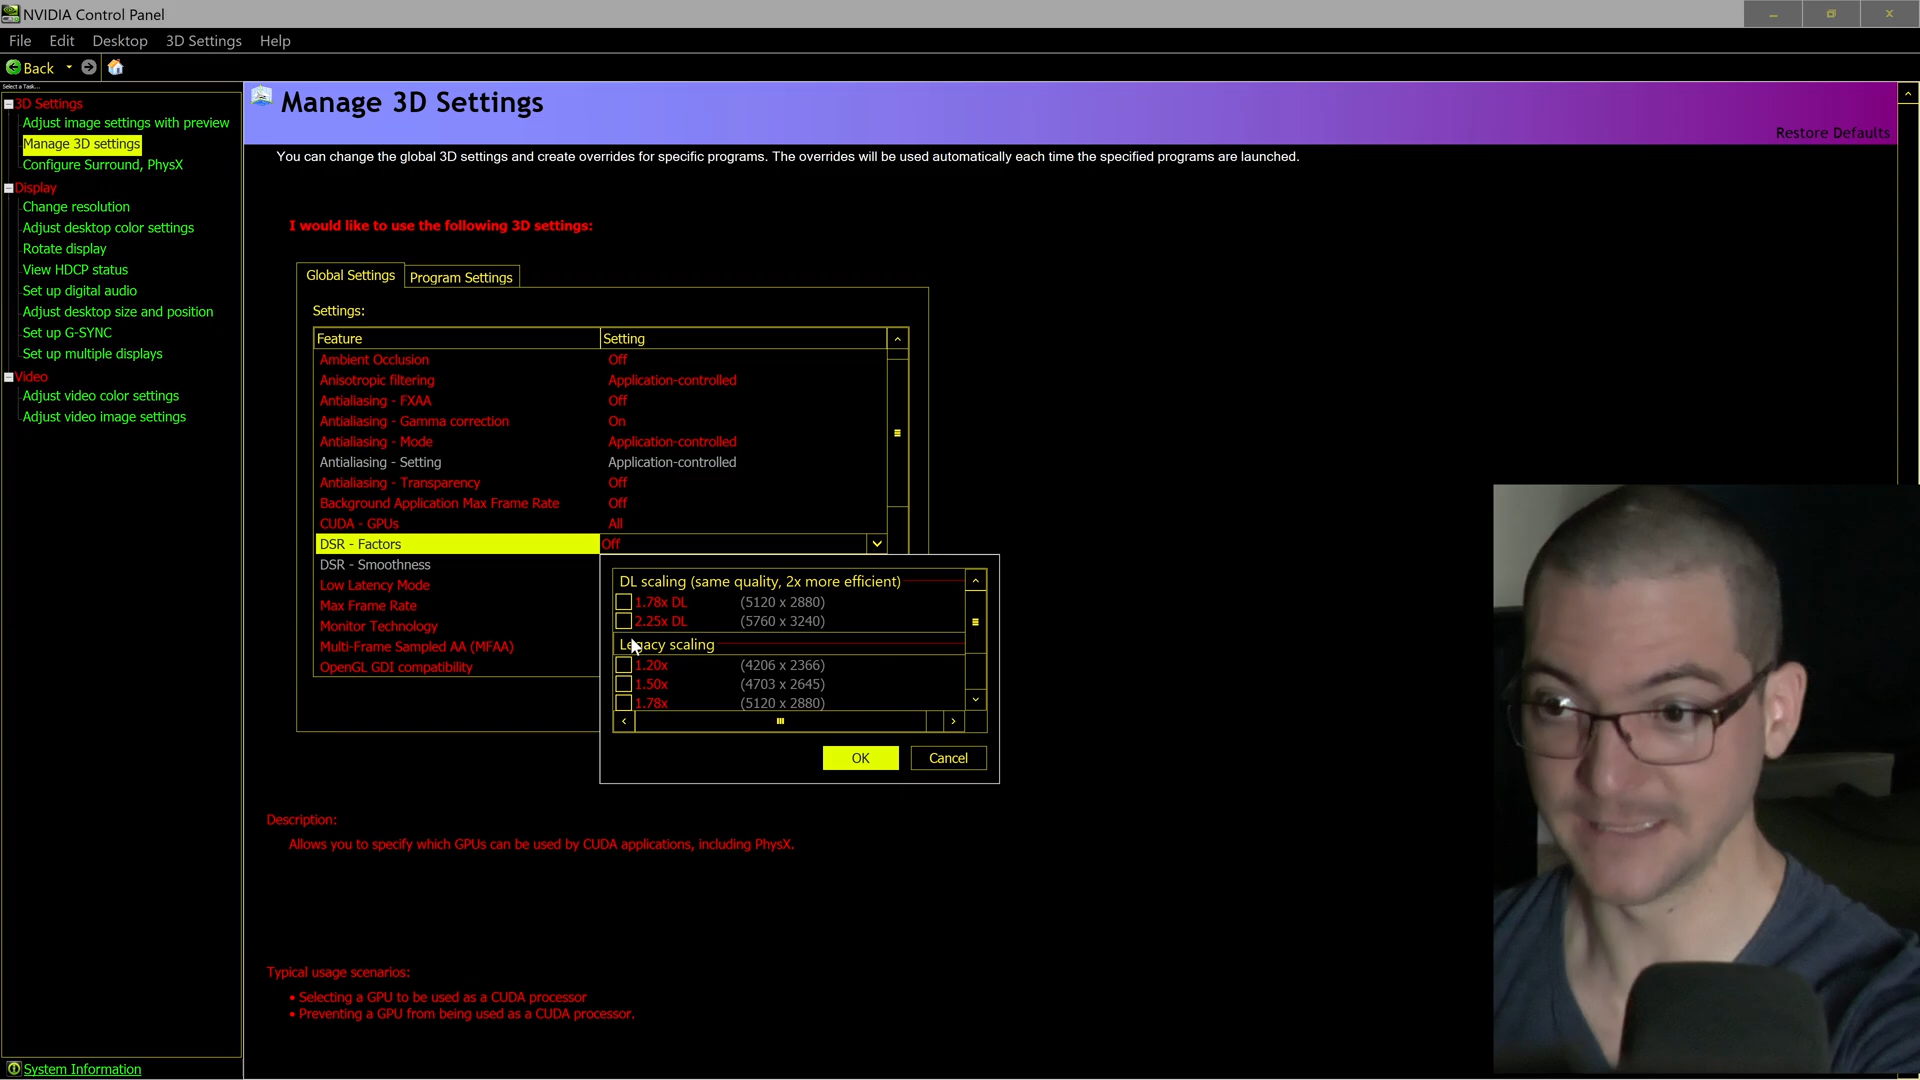 NVIDIA Control Panel
File Edit Desktop 3D Settings Help
Back
Select a Task...
3D Settings
Adjust image settings with preview
Manage 3D settings
Configure Surround, PhysX
Display
Change resolution
Adjust desktop color settings
Rotate display
View HDCP status
Set up digital audio
Adjust desktop size and position
Set up G-SYNC
Set up multiple displays
Video
Adjust video color settings
Adjust video image settings
System Information
Manage 3D Settings
Restore Defaults
You can change the global 3D settings and create overrides for specific programs. The overrides will be used automatically each time the specified programs are launched.
I would like to use the following 3D settings:
Global Settings Program Settings
Settings:
Feature Setting
Ambient Occlusion Off
Anisotropic filtering Application-controlled
Antialiasing - FXAA Off
Antialiasing - Gamma correction On
Antialiasing - Mode Application-controlled
Antialiasing - Setting Application-controlled
Antialiasing - Transparency Off
Background Application Max Frame Rate Off
CUDA - GPUs All
DSR - Factors Off
DSR - Smoothness
Low Latency Mode
Max Frame Rate
Monitor Technology
Multi-Frame Sampled AA (MFAA)
OpenGL GDI compatibility
DL scaling (same quality, 2x more efficient)
1.78x DL (5120 x 2880)
2.25x DL (5760 x 3240)
Legacy scaling
1.20x (4206 x 2366)
1.50x (4703 x 2645)
1.78x (5120 x 2880)
OK Cancel
Description:
Allows you to specify which GPUs can be used by CUDA applications, including PhysX.
Typical usage scenarios:
• Selecting a GPU to be used as a CUDA processor
• Preventing a GPU from being used as a CUDA processor.